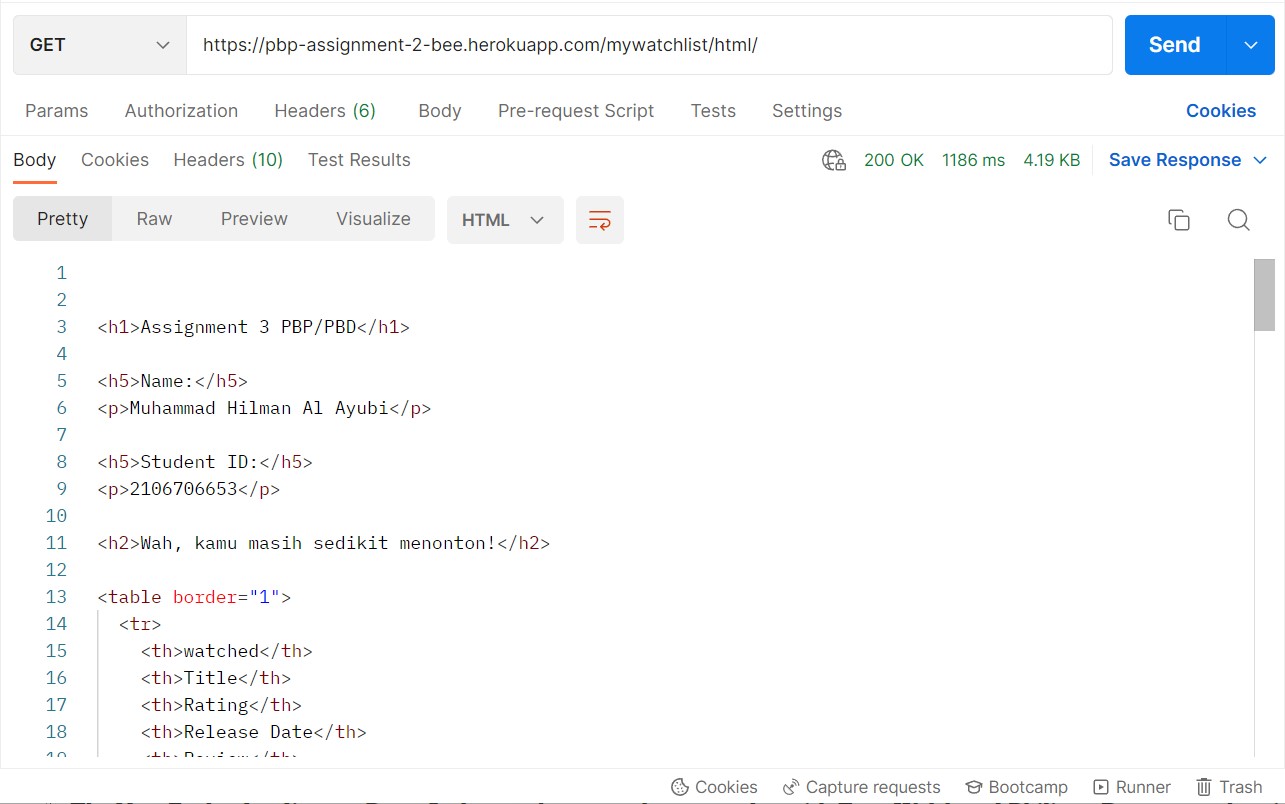 GET https://pbp-assignment-2-bee.herokuapp.com/mywatchlist/html/ Send
Params Authorization Headers (6) Body Pre-request Script Tests Settings Cookies
Body Cookies Headers (10) Test Results 200 OK 1186 ms 4.19 KB Save Response
Pretty Raw Preview Visualize HTML
1
2
3 <h1>Assignment 3 PBP/PBD</h1>
4
5 <h5>Name:</h5>
6 <p>Muhammad Hilman Al Ayubi</p>
7
8 <h5>Student ID:</h5>
9 <p>2106706653</p>
10
11 <h2>Wah, kamu masih sedikit menonton!</h2>
12
13 <table border="1">
14 <tr>
15 <th>watched</th>
16 <th>Title</th>
17 <th>Rating</th>
18 <th>Release Date</th>
19 <th>Review</th>
Cookies Capture requests Bootcamp Runner Trash